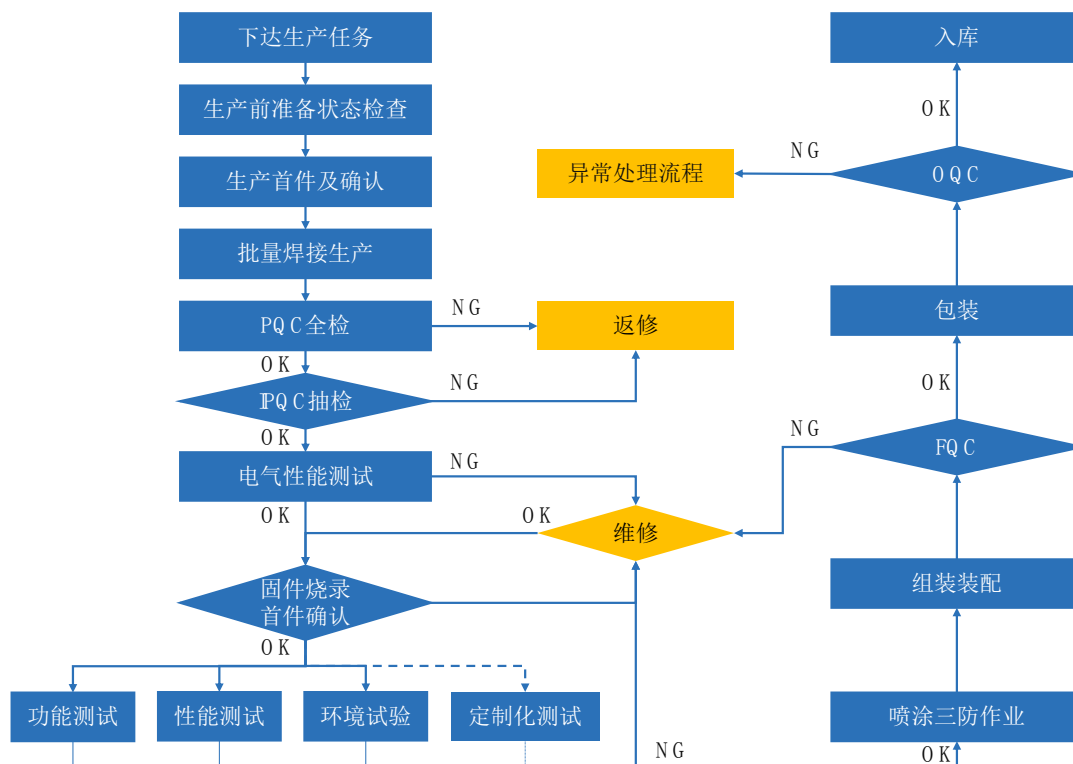 下达生产任务
生产前准备状态检查
生产首件及确认
批量焊接生产
PQC全检
NG
返修
OK
IPQC抽检
NG
OK
电气性能测试
NG
OK
OK
维修
固件烧录
首件确认
OK
功能测试
性能测试
环境试验
定制化测试
NG
入库
OK
NG
异常处理流程
OQC
包装
OK
NG
FQC
组装装配
喷涂三防作业
OK